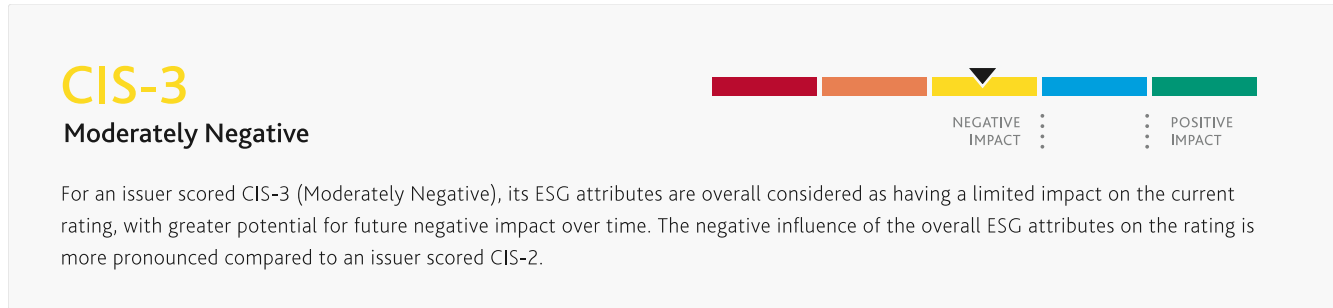 CIS-3
Moderately Negative
NEGATIVE
IMPACT
POSITIVE
IMPACT
For an issuer scored CIS-3 (Moderately Negative), its ESG attributes are overall considered as having a limited impact on the current
rating, with greater potential for future negative impact over time. The negative influence of the overall ESG attributes on the rating is
more pronounced compared to an issuer scored CIS-2.